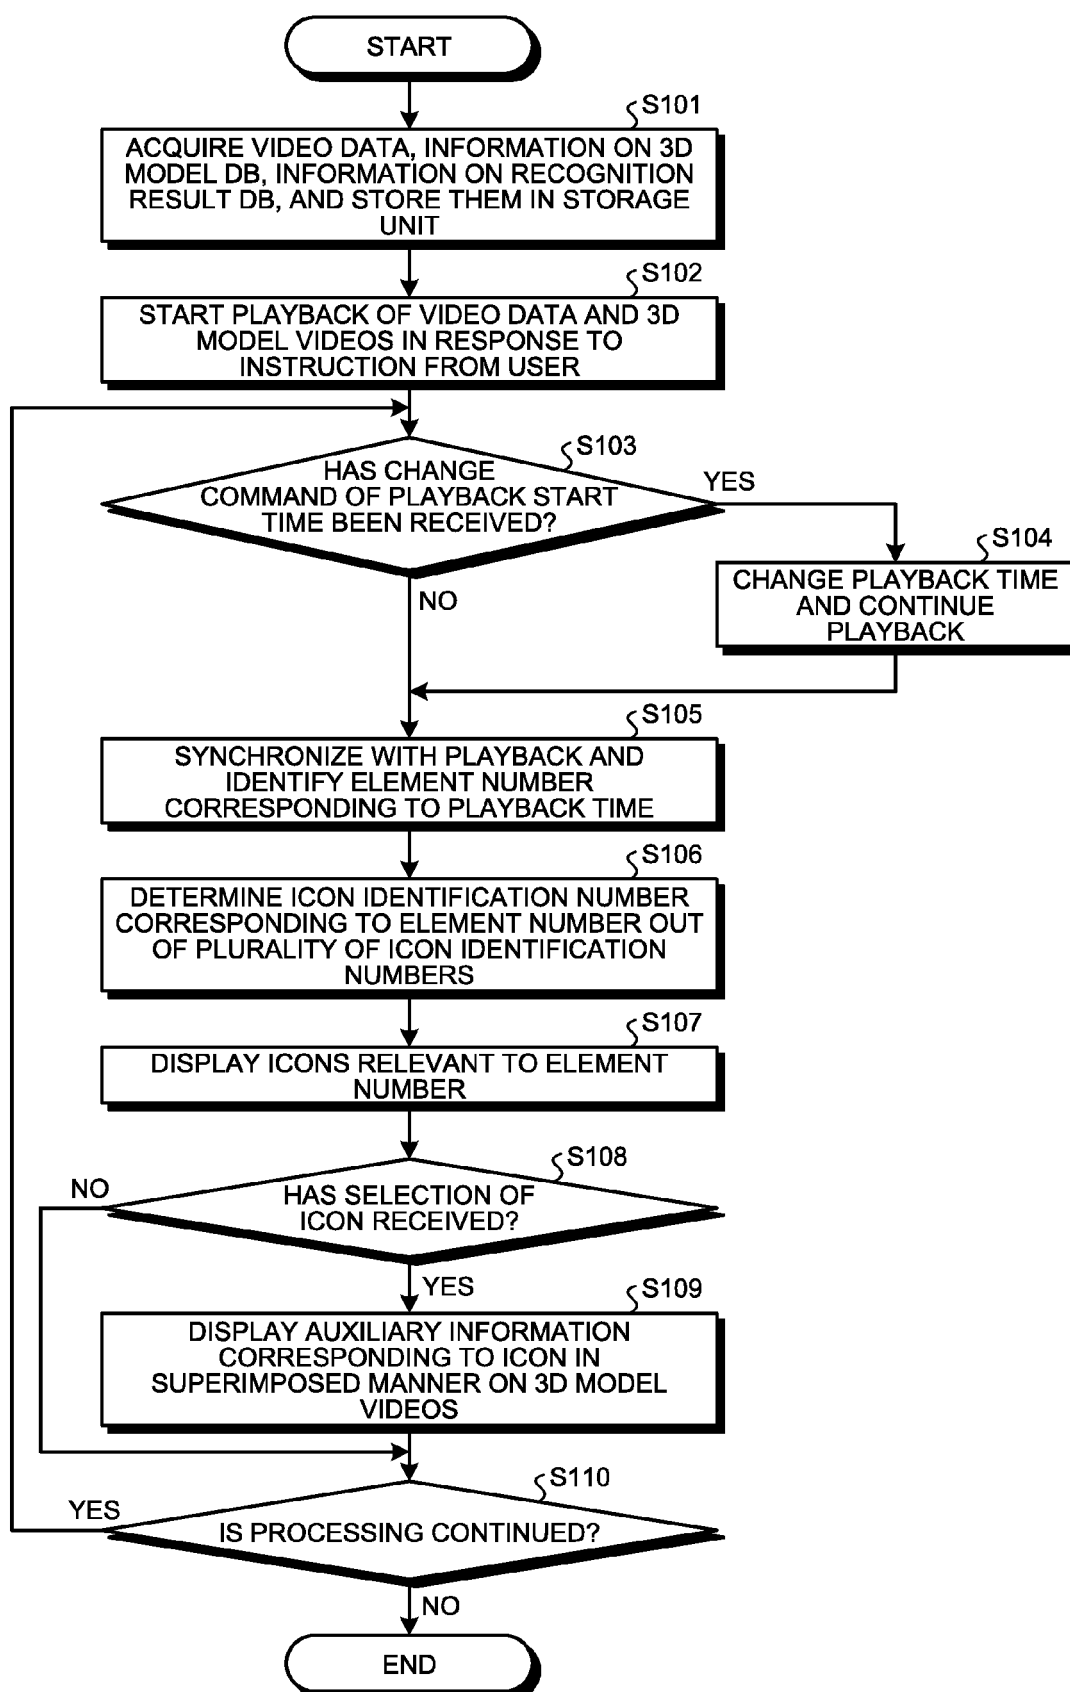 START
S101
ACQUIRE VIDEO DATA, INFORMATION ON 3D
MODEL DB, INFORMATION ON RECOGNITION
RESULT DB, AND STORE THEM IN STORAGE
UNIT
S102
START PLAYBACK OF VIDEO DATA AND 3D
MODEL VIDEOS IN RESPONSE TO
INSTRUCTION FROM USER
S103
HAS CHANGE
COMMAND OF PLAYBACK START
TIME BEEN RECEIVED?
YES
NO
S104
CHANGE PLAYBACK TIME
AND CONTINUE
PLAYBACK
S105
SYNCHRONIZE WITH PLAYBACK AND
IDENTIFY ELEMENT NUMBER
CORRESPONDING TO PLAYBACK TIME
S106
DETERMINE ICON IDENTIFICATION NUMBER
CORRESPONDING TO ELEMENT NUMBER OUT
OF PLURALITY OF ICON IDENTIFICATION
NUMBERS
S107
DISPLAY ICONS RELEVANT TO ELEMENT
NUMBER
S108
HAS SELECTION OF
ICON RECEIVED?
NO
YES
S109
DISPLAY AUXILIARY INFORMATION
CORRESPONDING TO ICON IN
SUPERIMPOSED MANNER ON 3D MODEL
VIDEOS
S110
IS PROCESSING CONTINUED?
YES
NO
END